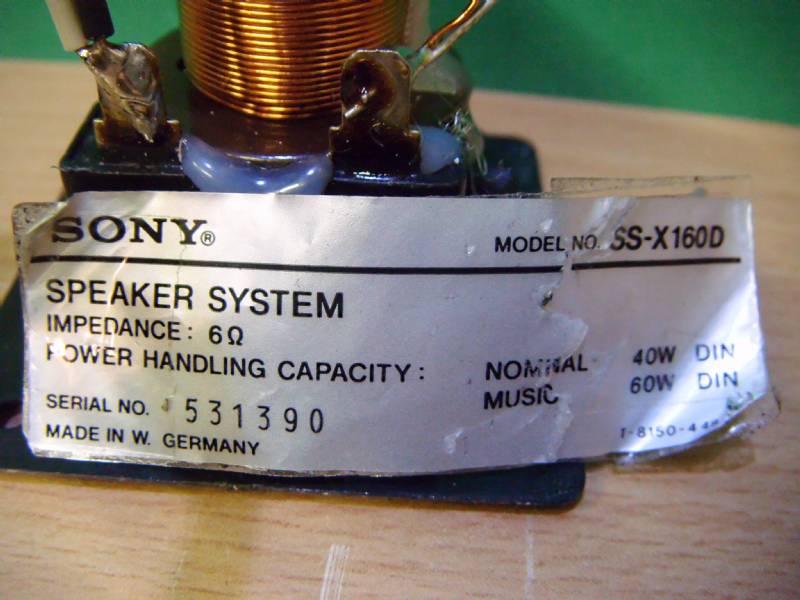 SONY®
MODEL NO. SS-X160D
SPEAKER SYSTEM
IMPEDANCE: 6Ω
POWER HANDLING CAPACITY: NOMINAL 40W DIN
MUSIC 60W DIN
SERIAL NO. 531390
MADE IN W. GERMANY